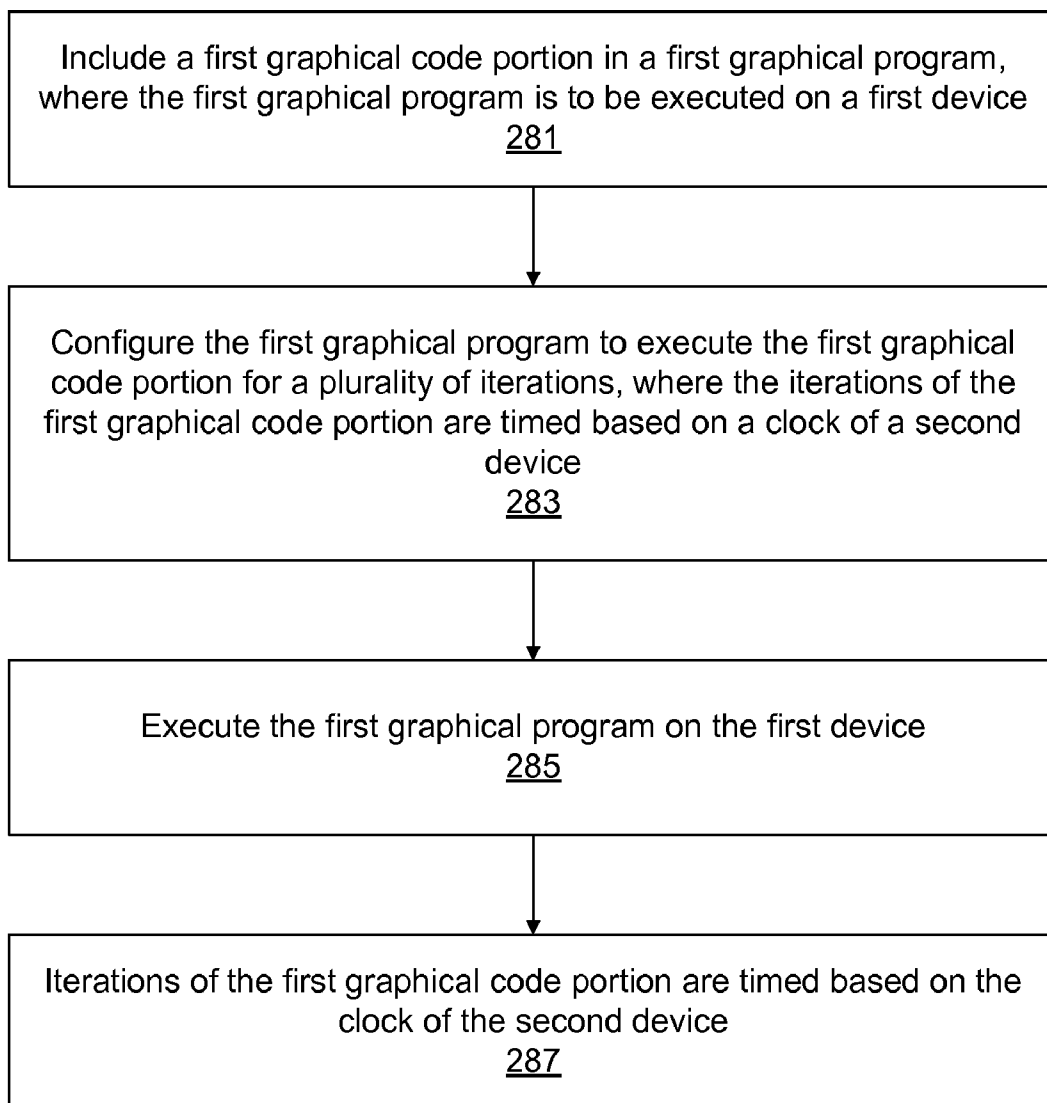 Include a first graphical code portion in a first graphical program,
where the first graphical program is to be executed on a first device
281
Configure the first graphical program to execute the first graphical
code portion for a plurality of iterations, where the iterations of the
first graphical code portion are timed based on a clock of a second
device
283
Execute the first graphical program on the first device
285
Iterations of the first graphical code portion are timed based on the
clock of the second device
287